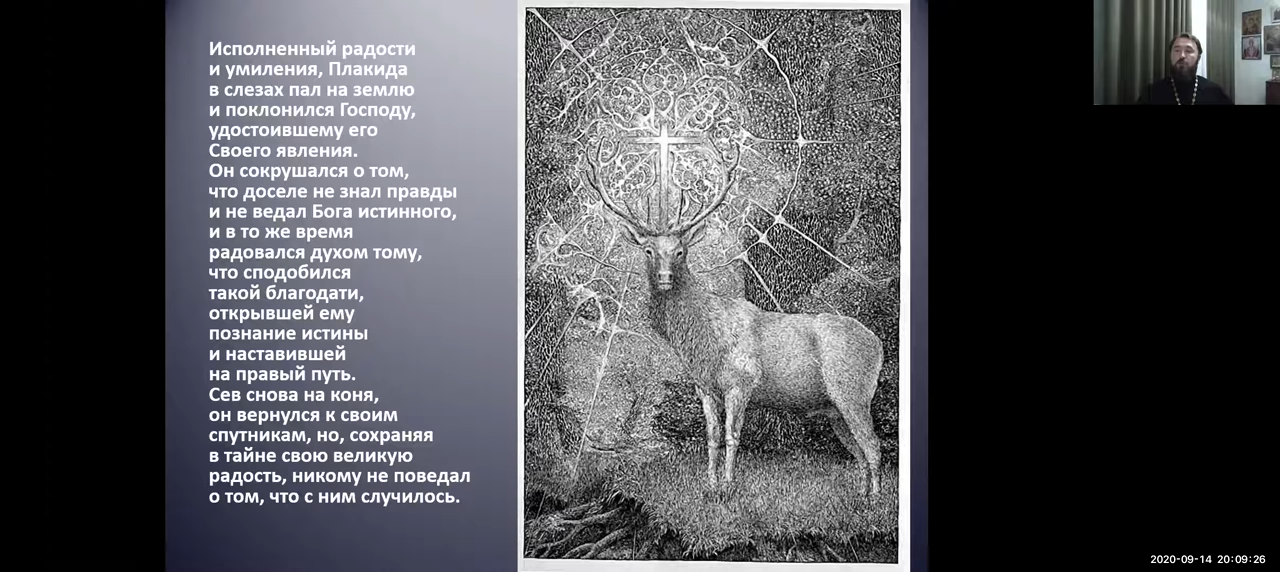 Исполненный радости
и умиления, Плакида
в слезах пал на землю
и поклонился Господу,
удостоившему его
Своего явления.
Он сокрушался о том,
что доселе не знал правды
и не ведал Бога истинного,
и в то же время
радовался духом тому,
что сподобился
такой благодати,
открывшей ему
познание истины
и наставившей
на правый путь.
Сев снова на коня,
он вернулся к своим
спутникам, но, сохраняя
в тайне свою великую
радость, никому не поведал
о том, что с ним случилось.
2020-09-14 20:09:26